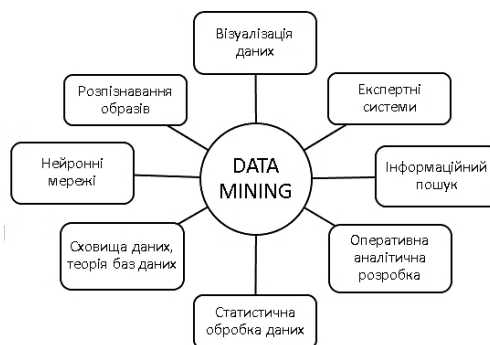 Візуалізація
даних
Розпізнавання
образів
Експертні
системи
Нейронні
мережі
DATA
MINING
Інформаційний
пошук
Сховища даних,
теорія баз даних
Оперативна
аналітична
розробка
Статистична
обробка даних